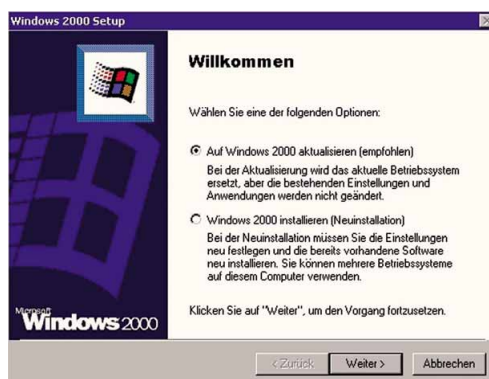 Windows 2000 Setup
Willkommen
Wählen Sie eine der folgenden Optionen:
Auf Windows 2000 aktualisieren (empfohlen)
Bei der Aktualisierung wird das aktuelle Betriebssystem
ersetzt, aber die bestehenden Einstellungen und
Anwendungen werden nicht geändert.
Windows 2000 installieren (Neuinstallation)
Bei der Neuinstallation müssen Sie die Einstellungen
neu festlegen und die bereits vorhandene Software
neu installieren. Sie können mehrere Betriebssysteme
auf diesem Computer verwenden.
Klicken Sie auf "Weiter", um den Vorgang fortzusetzen.
Microsoft
Windows 2000
< Zurück Weiter > Abbrechen